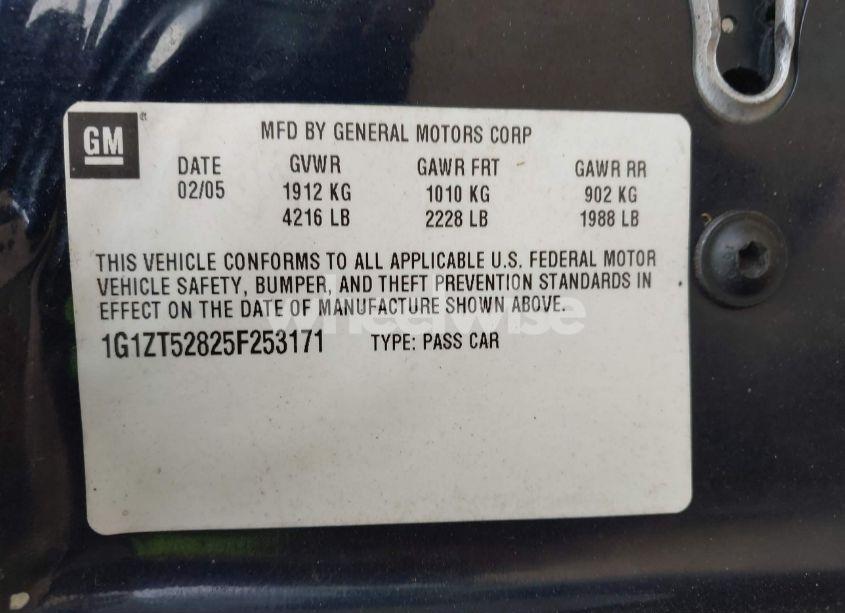 GM
MFD BY GENERAL MOTORS CORP
DATE GVWR GAWR FRT GAWR RR
02/05 1912 KG 1010 KG 902 KG
4216 LB 2228 LB 1988 LB
THIS VEHICLE CONFORMS TO ALL APPLICABLE U.S. FEDERAL MOTOR
VEHICLE SAFETY, BUMPER, AND THEFT PREVENTION STANDARDS IN
EFFECT ON THE DATE OF MANUFACTURE SHOWN ABOVE.
wheelwise
1G1ZT52825F253171 TYPE: PASS CAR